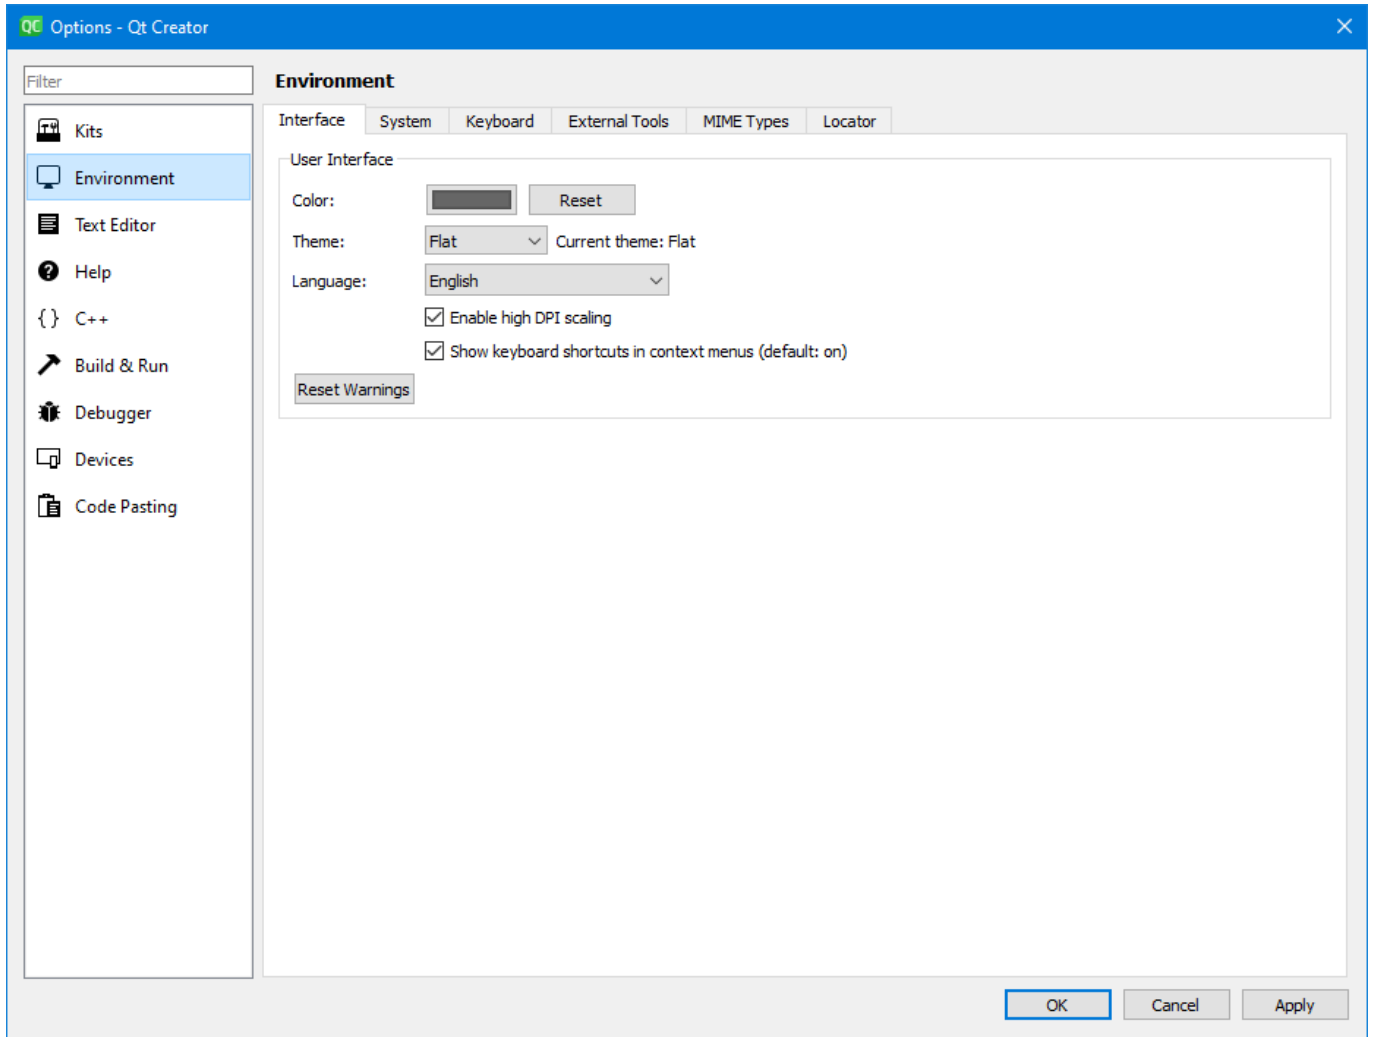 QC Options - Qt Creator
Filter
Kits
Environment
Text Editor
Help
{ } C++
Build & Run
Debugger
Devices
Code Pasting
Environment
Interface System Keyboard External Tools MIME Types Locator
User Interface
Color: Reset
Theme: Flat Current theme: Flat
Language: English
Enable high DPI scaling
Show keyboard shortcuts in context menus (default: on)
Reset Warnings
OK Cancel Apply